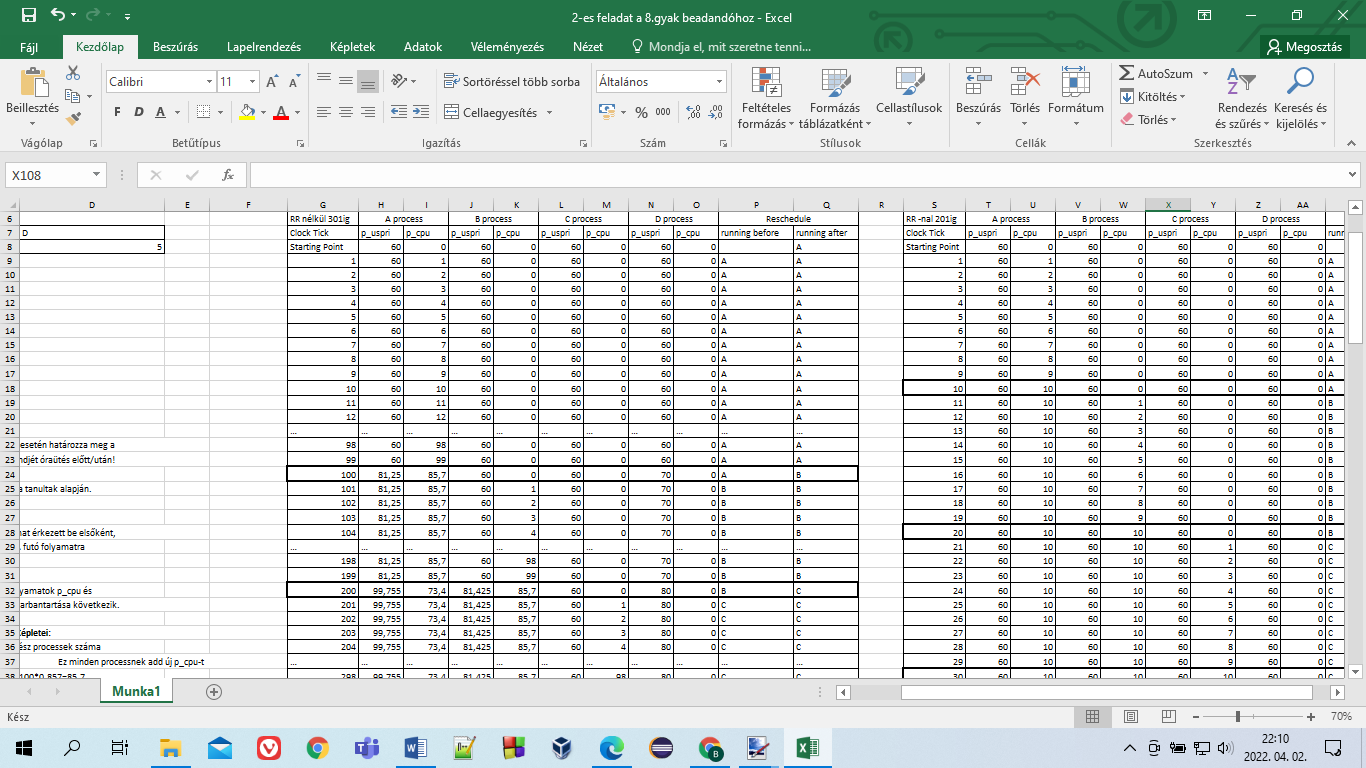 2-es feladat a 8.gyak beadandóhoz - Excel
Fájl Kezdőlap Beszúrás Lapelrendezés Képletek Adatok Véleményezés Nézet Mondja el, mit szeretne tenni... Megosztás
Beillesztés Calibri 11 Sortöréssel több sorba Általános Feltételes formázás Formázás táblázatként Cellastílusok Beszúrás Törlés Formátum AutoSzum Kitöltés Törlés Rendezés és szűrés Keresés és kijelölés
F D A A Cellaegyesítés % 000
Vágólap Betűtípus Igazítás Szám Stílusok Cellák Szerkesztés
X108 fx
D E F G H I J K L M N O P Q R S T U V W X Y Z AA
6 RR nélkül 301ig A process B process C process D process Reschedule RR -nal 201ig A process B process C process D process
7 D Clock Tick p_uspri p_cpu p_uspri p_cpu p_uspri p_cpu p_uspri p_cpu running before running after Clock Tick p_uspri p_cpu p_uspri p_cpu p_uspri p_cpu p_uspri p_cpu runr
8 5 Starting Point 60 0 60 0 60 0 60 0 A Starting Point 60 0 60 0 60 0 60 0
9 1 60 1 60 0 60 0 60 0 A A 1 60 1 60 0 60 0 60 0 A
10 2 60 2 60 0 60 0 60 0 A A 2 60 2 60 0 60 0 60 0 A
11 3 60 3 60 0 60 0 60 0 A A 3 60 3 60 0 60 0 60 0 A
12 4 60 4 60 0 60 0 60 0 A A 4 60 4 60 0 60 0 60 0 A
13 5 60 5 60 0 60 0 60 0 A A 5 60 5 60 0 60 0 60 0 A
14 6 60 6 60 0 60 0 60 0 A A 6 60 6 60 0 60 0 60 0 A
15 7 60 7 60 0 60 0 60 0 A A 7 60 7 60 0 60 0 60 0 A
16 8 60 8 60 0 60 0 60 0 A A 8 60 8 60 0 60 0 60 0 A
17 9 60 9 60 0 60 0 60 0 A A 9 60 9 60 0 60 0 60 0 A
18 10 60 10 60 0 60 0 60 0 A A 10 60 10 60 0 60 0 60 0 A
19 11 60 11 60 0 60 0 60 0 A A 11 60 10 60 1 60 0 60 0 B
20 12 60 12 60 0 60 0 60 0 A A 12 60 10 60 2 60 0 60 0 B
21 ... ... ... ... ... ... ... ... ... ... ... 13 60 10 60 3 60 0 60 0 B
22 esetén határozza meg a 98 60 98 60 0 60 0 60 0 A A 14 60 10 60 4 60 0 60 0 B
23 ndjét óraütés előtt/után! 99 60 99 60 0 60 0 60 0 A A 15 60 10 60 5 60 0 60 0 B
24 100 81,25 85,7 60 0 60 0 70 0 A B 16 60 10 60 6 60 0 60 0 B
25 a tanultak alapján. 101 81,25 85,7 60 1 60 0 70 0 B B 17 60 10 60 7 60 0 60 0 B
26 102 81,25 85,7 60 2 60 0 70 0 B B 18 60 10 60 8 60 0 60 0 B
27 103 81,25 85,7 60 3 60 0 70 0 B B 19 60 10 60 9 60 0 60 0 B
28 nat érkezett be elsőként, 104 81,25 85,7 60 4 60 0 70 0 B B 20 60 10 60 10 60 0 60 0 B
29 futó folyamatra ... ... ... ... ... ... ... ... ... ... ... 21 60 10 60 10 60 1 60 0 C
30 198 81,25 85,7 60 98 60 0 70 0 B B 22 60 10 60 10 60 2 60 0 C
31 199 81,25 85,7 60 99 60 0 70 0 B B 23 60 10 60 10 60 3 60 0 C
32 yamatok p_cpu és 200 99,755 73,4 81,425 85,7 60 0 80 0 B C 24 60 10 60 10 60 4 60 0 C
33 arbantartása következik. 201 99,755 73,4 81,425 85,7 60 1 80 0 C C 25 60 10 60 10 60 5 60 0 C
34 202 99,755 73,4 81,425 85,7 60 2 80 0 C C 26 60 10 60 10 60 6 60 0 C
35 képletei: 203 99,755 73,4 81,425 85,7 60 3 80 0 C C 27 60 10 60 10 60 7 60 0 C
36 ész processek száma 204 99,755 73,4 81,425 85,7 60 4 80 0 C C 28 60 10 60 10 60 8 60 0 C
37 Ez minden processnek add új p_cpu-t ... ... ... ... ... ... ... ... ... ... ... 29 60 10 60 10 60 9 60 0 C
38 100*0,857=85,7 298 99,755 73,4 81,425 85,7 60 98 80 0 C C 30 60 10 60 10 60 10 60 0 C
Munka1
Kész 70%
22:10
2022. 04. 02.